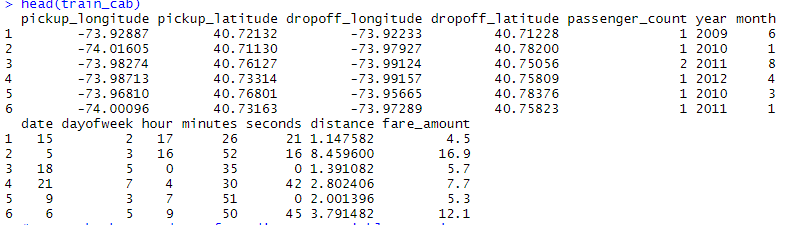 > head(train_cab)
pickup_longitude pickup_latitude dropoff_longitude dropoff_latitude passenger_count year month
1 -73.92887 40.72132 -73.92233 40.71228 1 2009 6
2 -74.01605 40.71130 -73.97927 40.78200 1 2010 1
3 -73.98274 40.76127 -73.99124 40.75056 2 2011 8
4 -73.98713 40.73314 -73.99157 40.75809 1 2012 4
5 -73.96810 40.76801 -73.95665 40.78376 1 2010 3
6 -74.00096 40.73163 -73.97289 40.75823 1 2011 1
date dayofweek hour minutes seconds distance fare_amount
1 15 2 17 26 21 1.147582 4.5
2 5 3 16 52 16 8.459600 16.9
3 18 5 0 35 0 1.391082 5.7
4 21 7 4 30 42 2.802406 7.7
5 9 3 7 51 0 2.001396 5.3
6 6 5 9 50 45 3.791482 12.1